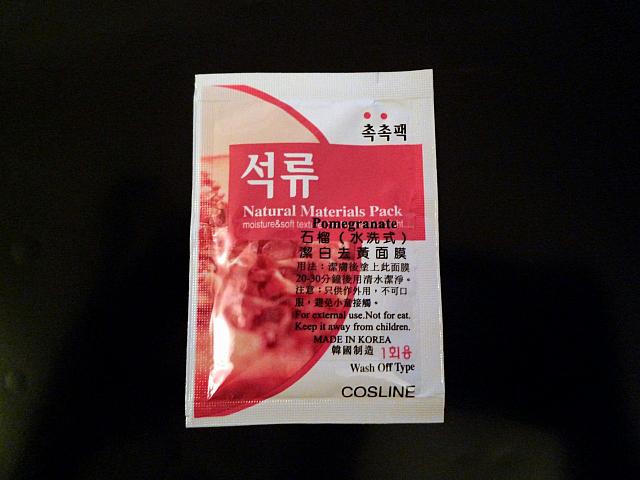 촉촉팩
석류
Natural Materials Pack
moisture&soft
Pomegranate
石榴（水洗式）
潔白去黃面膜
用法：潔膚後塗上此面膜
20-30分鐘後用清水潔淨。
注意：只供作外用，不可口
服，避免小童接觸。
For external use.Not for eat.
Keep it away from children.
MADE IN KOREA
韓國制造 1회용
Wash Off Type
COSLINE